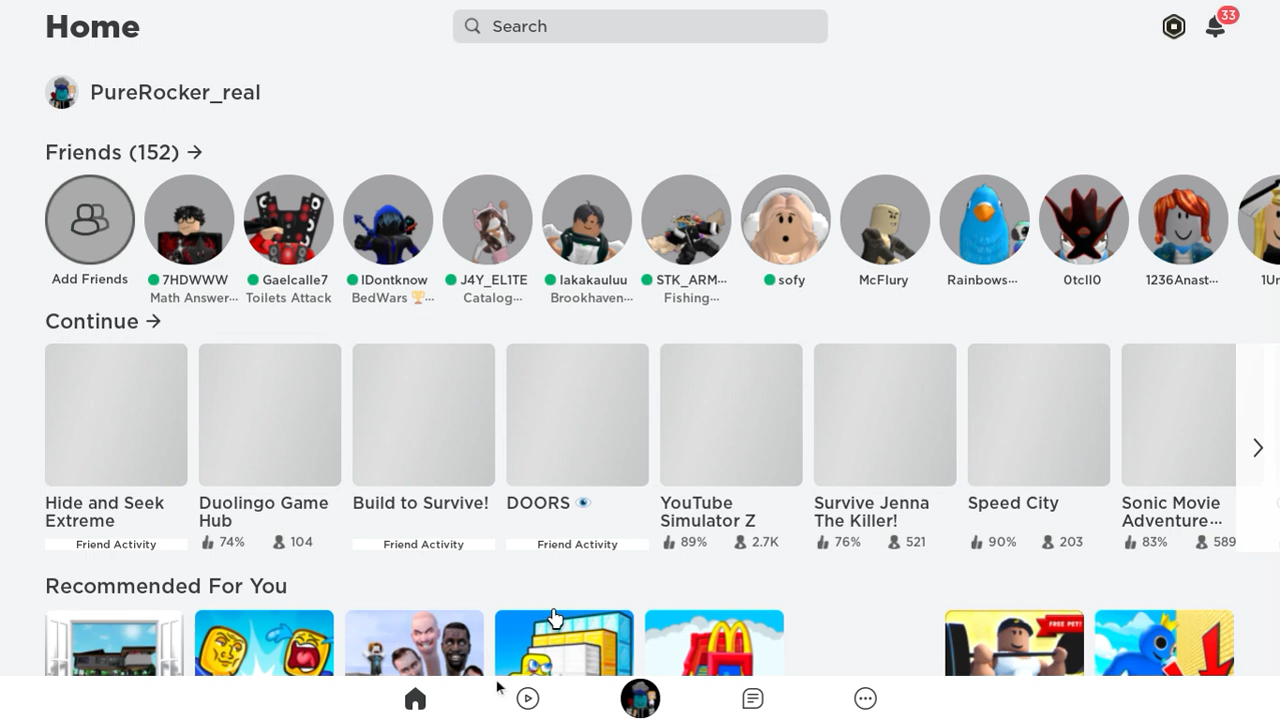 Home
Search
33
PureRocker_real
Friends (152) →
Add Friends
7HDWWW
Math Answer...
Gaelcalle7
Toilets Attack
IDontknow
BedWars 🏆...
J4Y_EL1TE
Catalog...
lakakauluu
Brookhaven...
STK_ARM...
Fishing...
sofy
McFlury
Rainbows...
0tcll0
1236Anast...
1Un
Continue →
Hide and Seek
Extreme
Friend Activity
Duolingo Game
Hub
74% 104
Build to Survive!
Friend Activity
DOORS 👁
Friend Activity
YouTube
Simulator Z
89% 2.7K
Survive Jenna
The Killer!
76% 521
Speed City
90% 203
Sonic Movie
Adventure...
83% 589
Recommended For You
FREE PET!